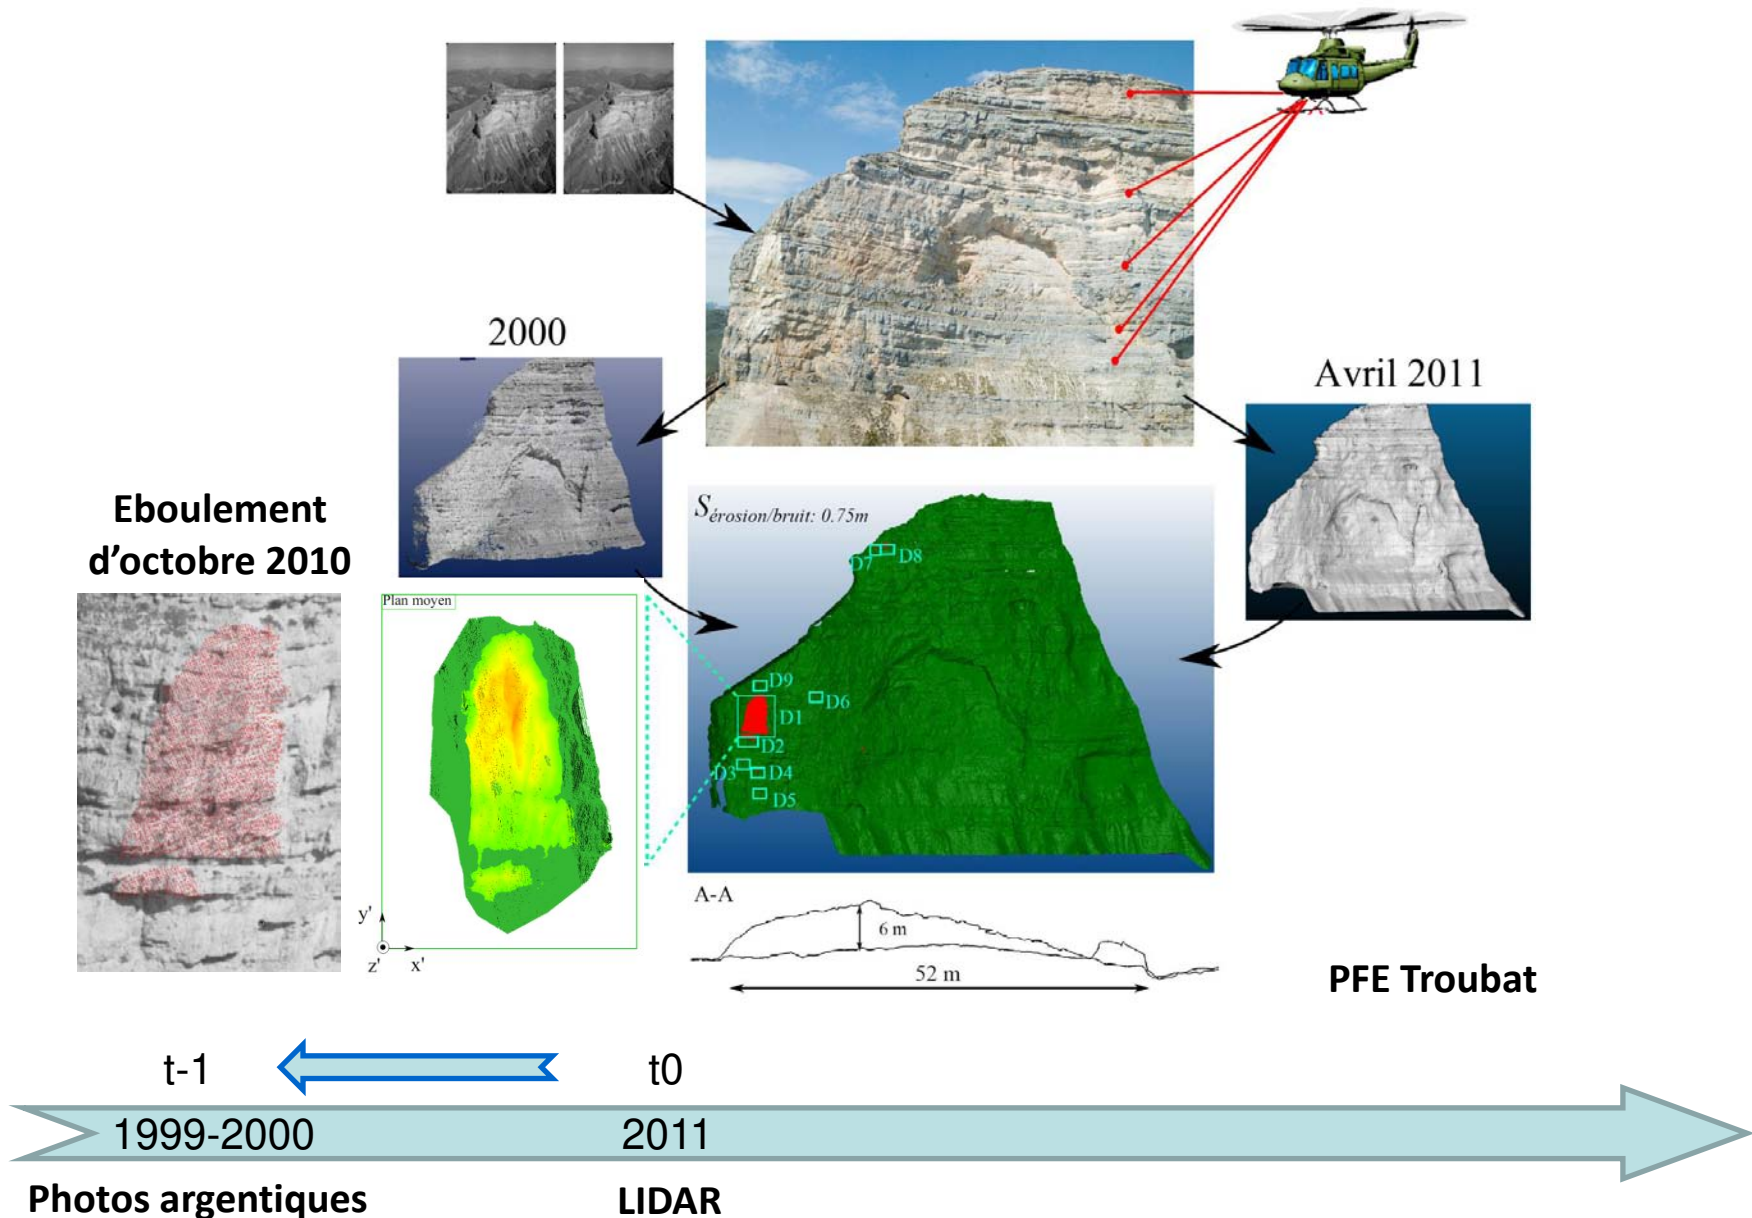 2000
Avril 2011
Eboulement
d'octobre 2010
Sérosion/bruit: 0.75m
D7
D8
Plan moyen
D9
D6
D1
D2
D3
D4
D5
A-A
6 m
52 m
y'
z'
x'
PFE Troubat
t-1
t0
1999-2000
2011
Photos argentiques
LIDAR